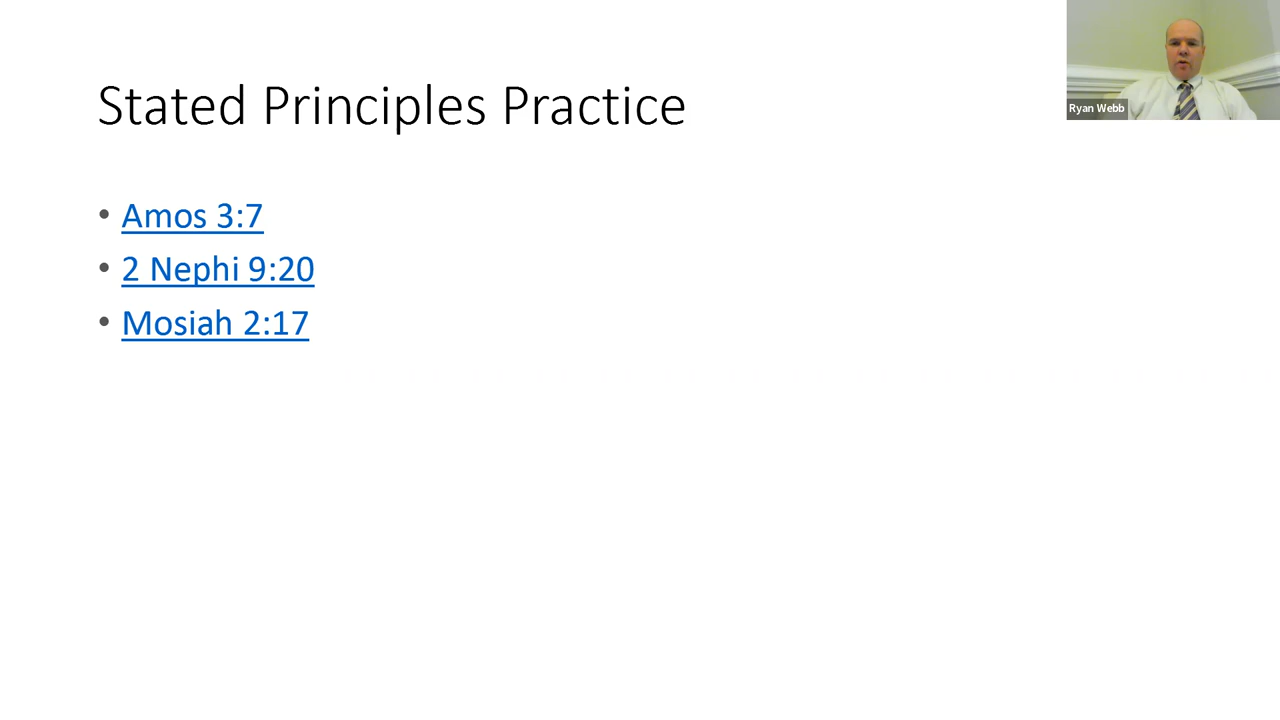 Stated Principles Practice
Ryan Webb
• Amos 3:7
• 2 Nephi 9:20
• Mosiah 2:17